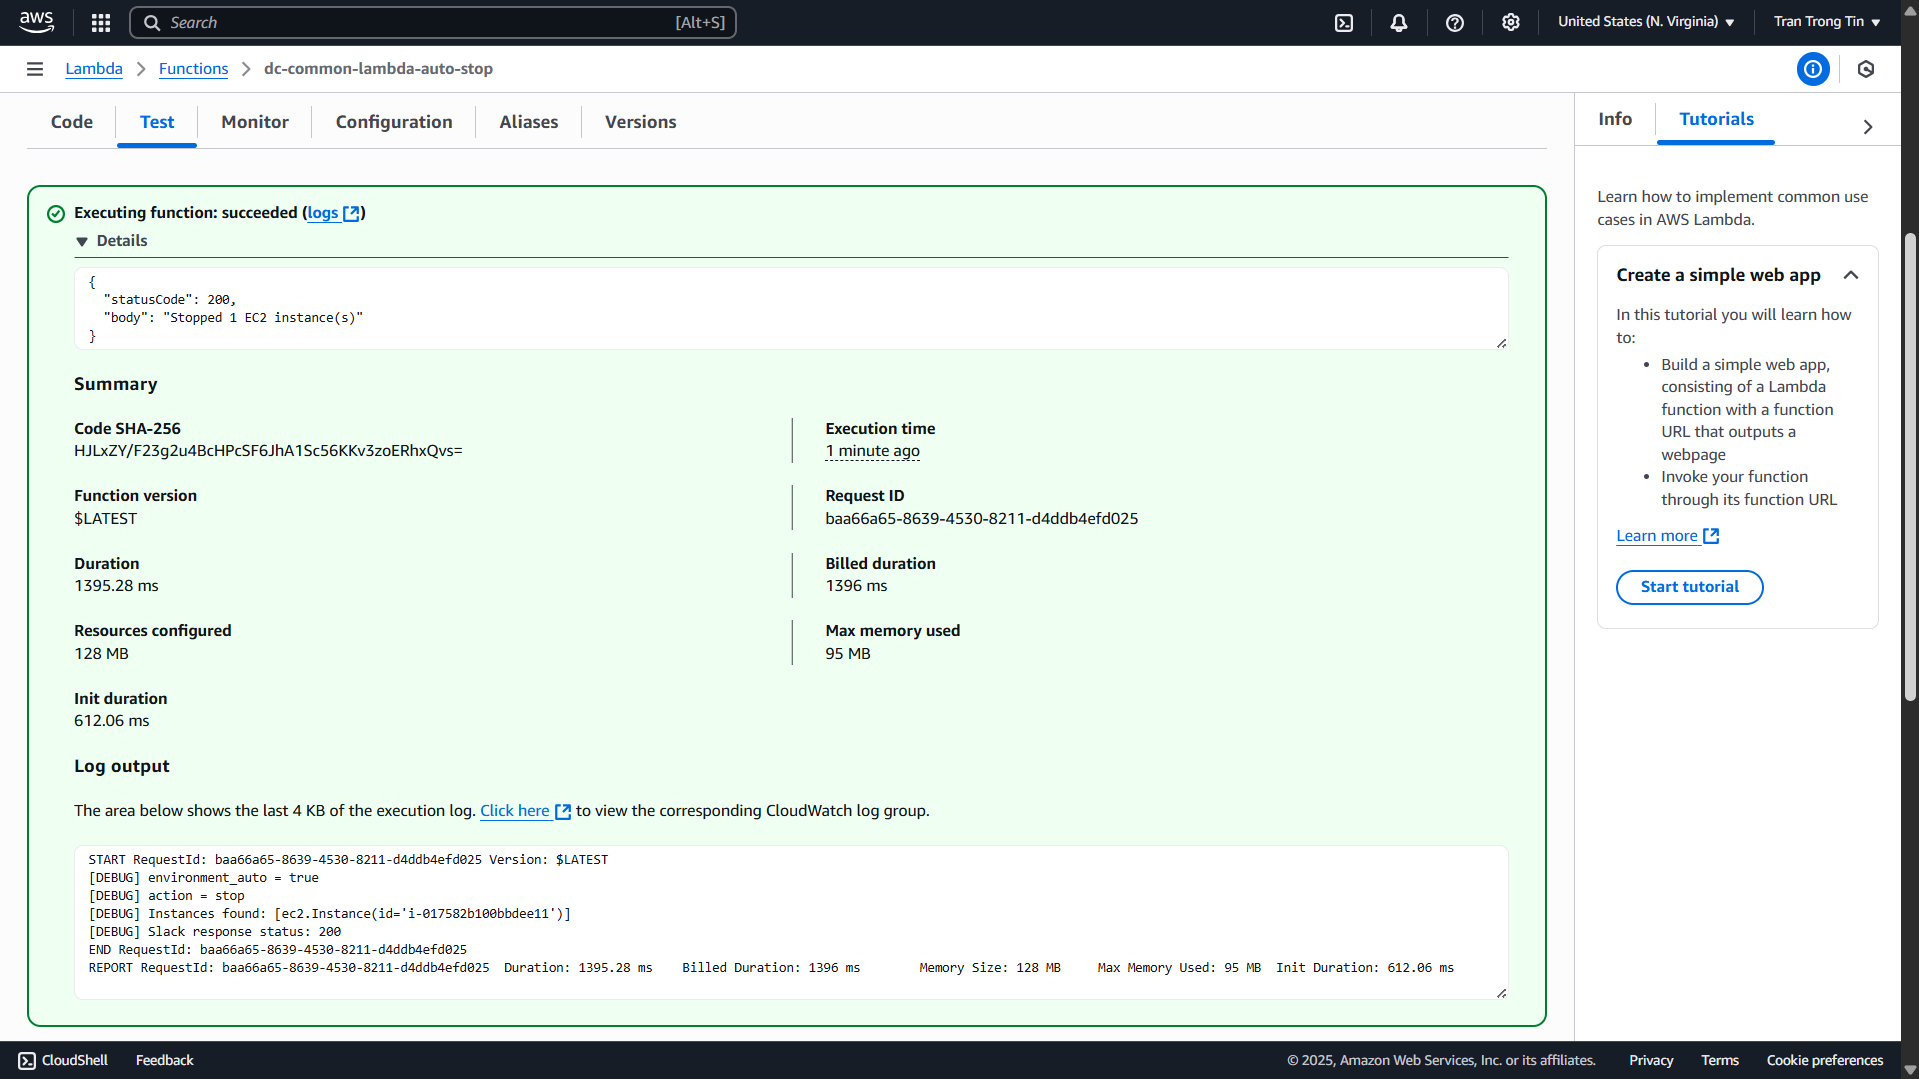 aws
Search [Alt+S]
United States (N. Virginia)
Tran Trong Tin
Lambda
Functions
dc-common-lambda-auto-stop
Code
Test
Monitor
Configuration
Aliases
Versions
Executing function: succeeded (logs)
Details
{
"statusCode": 200,
"body": "Stopped 1 EC2 instance(s)"
}
Summary
Code SHA-256
HJLxZY/F23g2u4BcHPcSF6JhA1Sc56KKv3zoERhxQvs=
Execution time
1 minute ago
Function version
$LATEST
Request ID
baa66a65-8639-4530-8211-d4ddb4efd025
Duration
1395.28 ms
Billed duration
1396 ms
Resources configured
128 MB
Max memory used
95 MB
Init duration
612.06 ms
Log output
The area below shows the last 4 KB of the execution log. Click here to view the corresponding CloudWatch log group.
START RequestId: baa66a65-8639-4530-8211-d4ddb4efd025 Version: $LATEST
[DEBUG] environment_auto = true
[DEBUG] action = stop
[DEBUG] Instances found: [ec2.Instance(id='i-017582b100bbdee11')]
[DEBUG] Slack response status: 200
END RequestId: baa66a65-8639-4530-8211-d4ddb4efd025
REPORT RequestId: baa66a65-8639-4530-8211-d4ddb4efd025 Duration: 1395.28 ms Billed Duration: 1396 ms Memory Size: 128 MB Max Memory Used: 95 MB Init Duration: 612.06 ms
Info
Tutorials
Learn how to implement common use
cases in AWS Lambda.
Create a simple web app
In this tutorial you will learn how
to:
• Build a simple web app,
consisting of a Lambda
function with a function
URL that outputs a
webpage
• Invoke your function
through its function URL
Learn more
Start tutorial
CloudShell
Feedback
© 2025, Amazon Web Services, Inc. or its affiliates.
Privacy
Terms
Cookie preferences